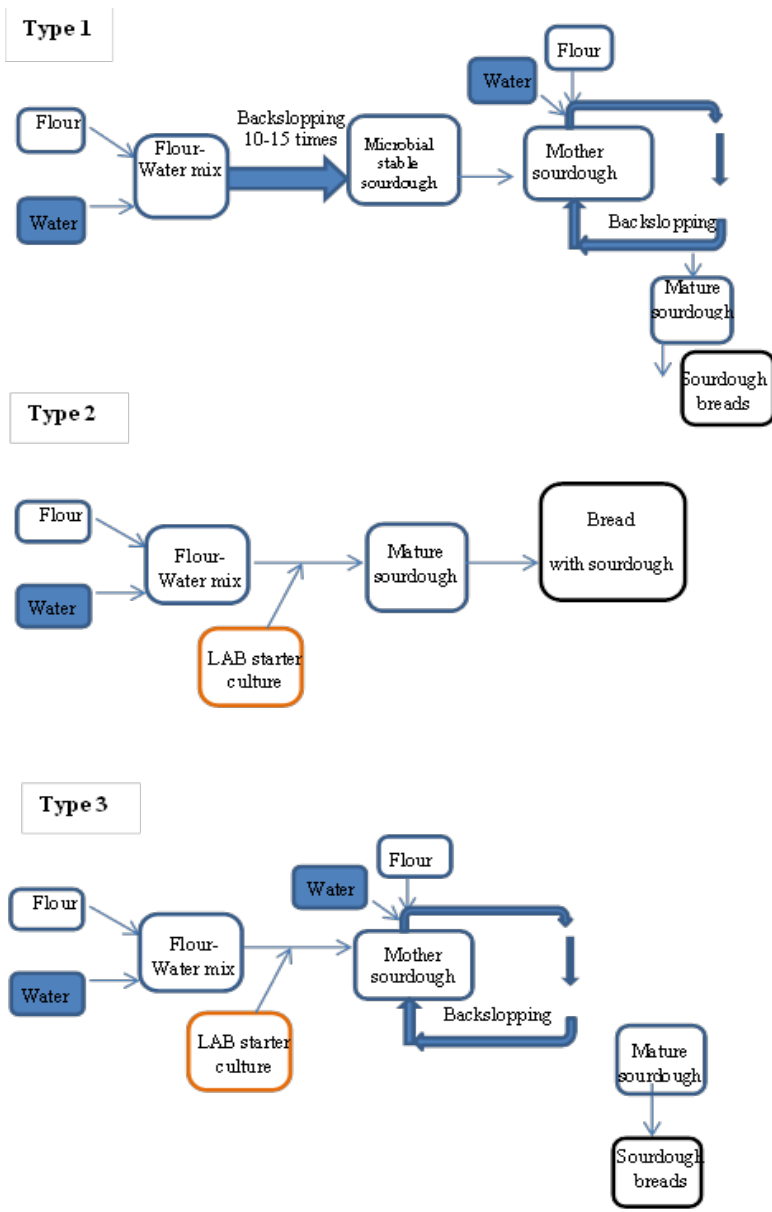 Type 1
Flour
Water
Flour
Water
Flour-
Water mix
Backslopping
10-15 times
Microbial
stable
sourdough
Mother
sourdough
Backslopping
Mature
sourdough
Sourdough
breads
Type 2
Flour
Water
Flour-
Water mix
LAB starter
culture
Mature
sourdough
Bread
with sourdough
Type 3
Flour
Water
Flour
Water
Flour-
Water mix
LAB starter
culture
Mother
sourdough
Backslopping
Mature
sourdough
Sourdough
breads